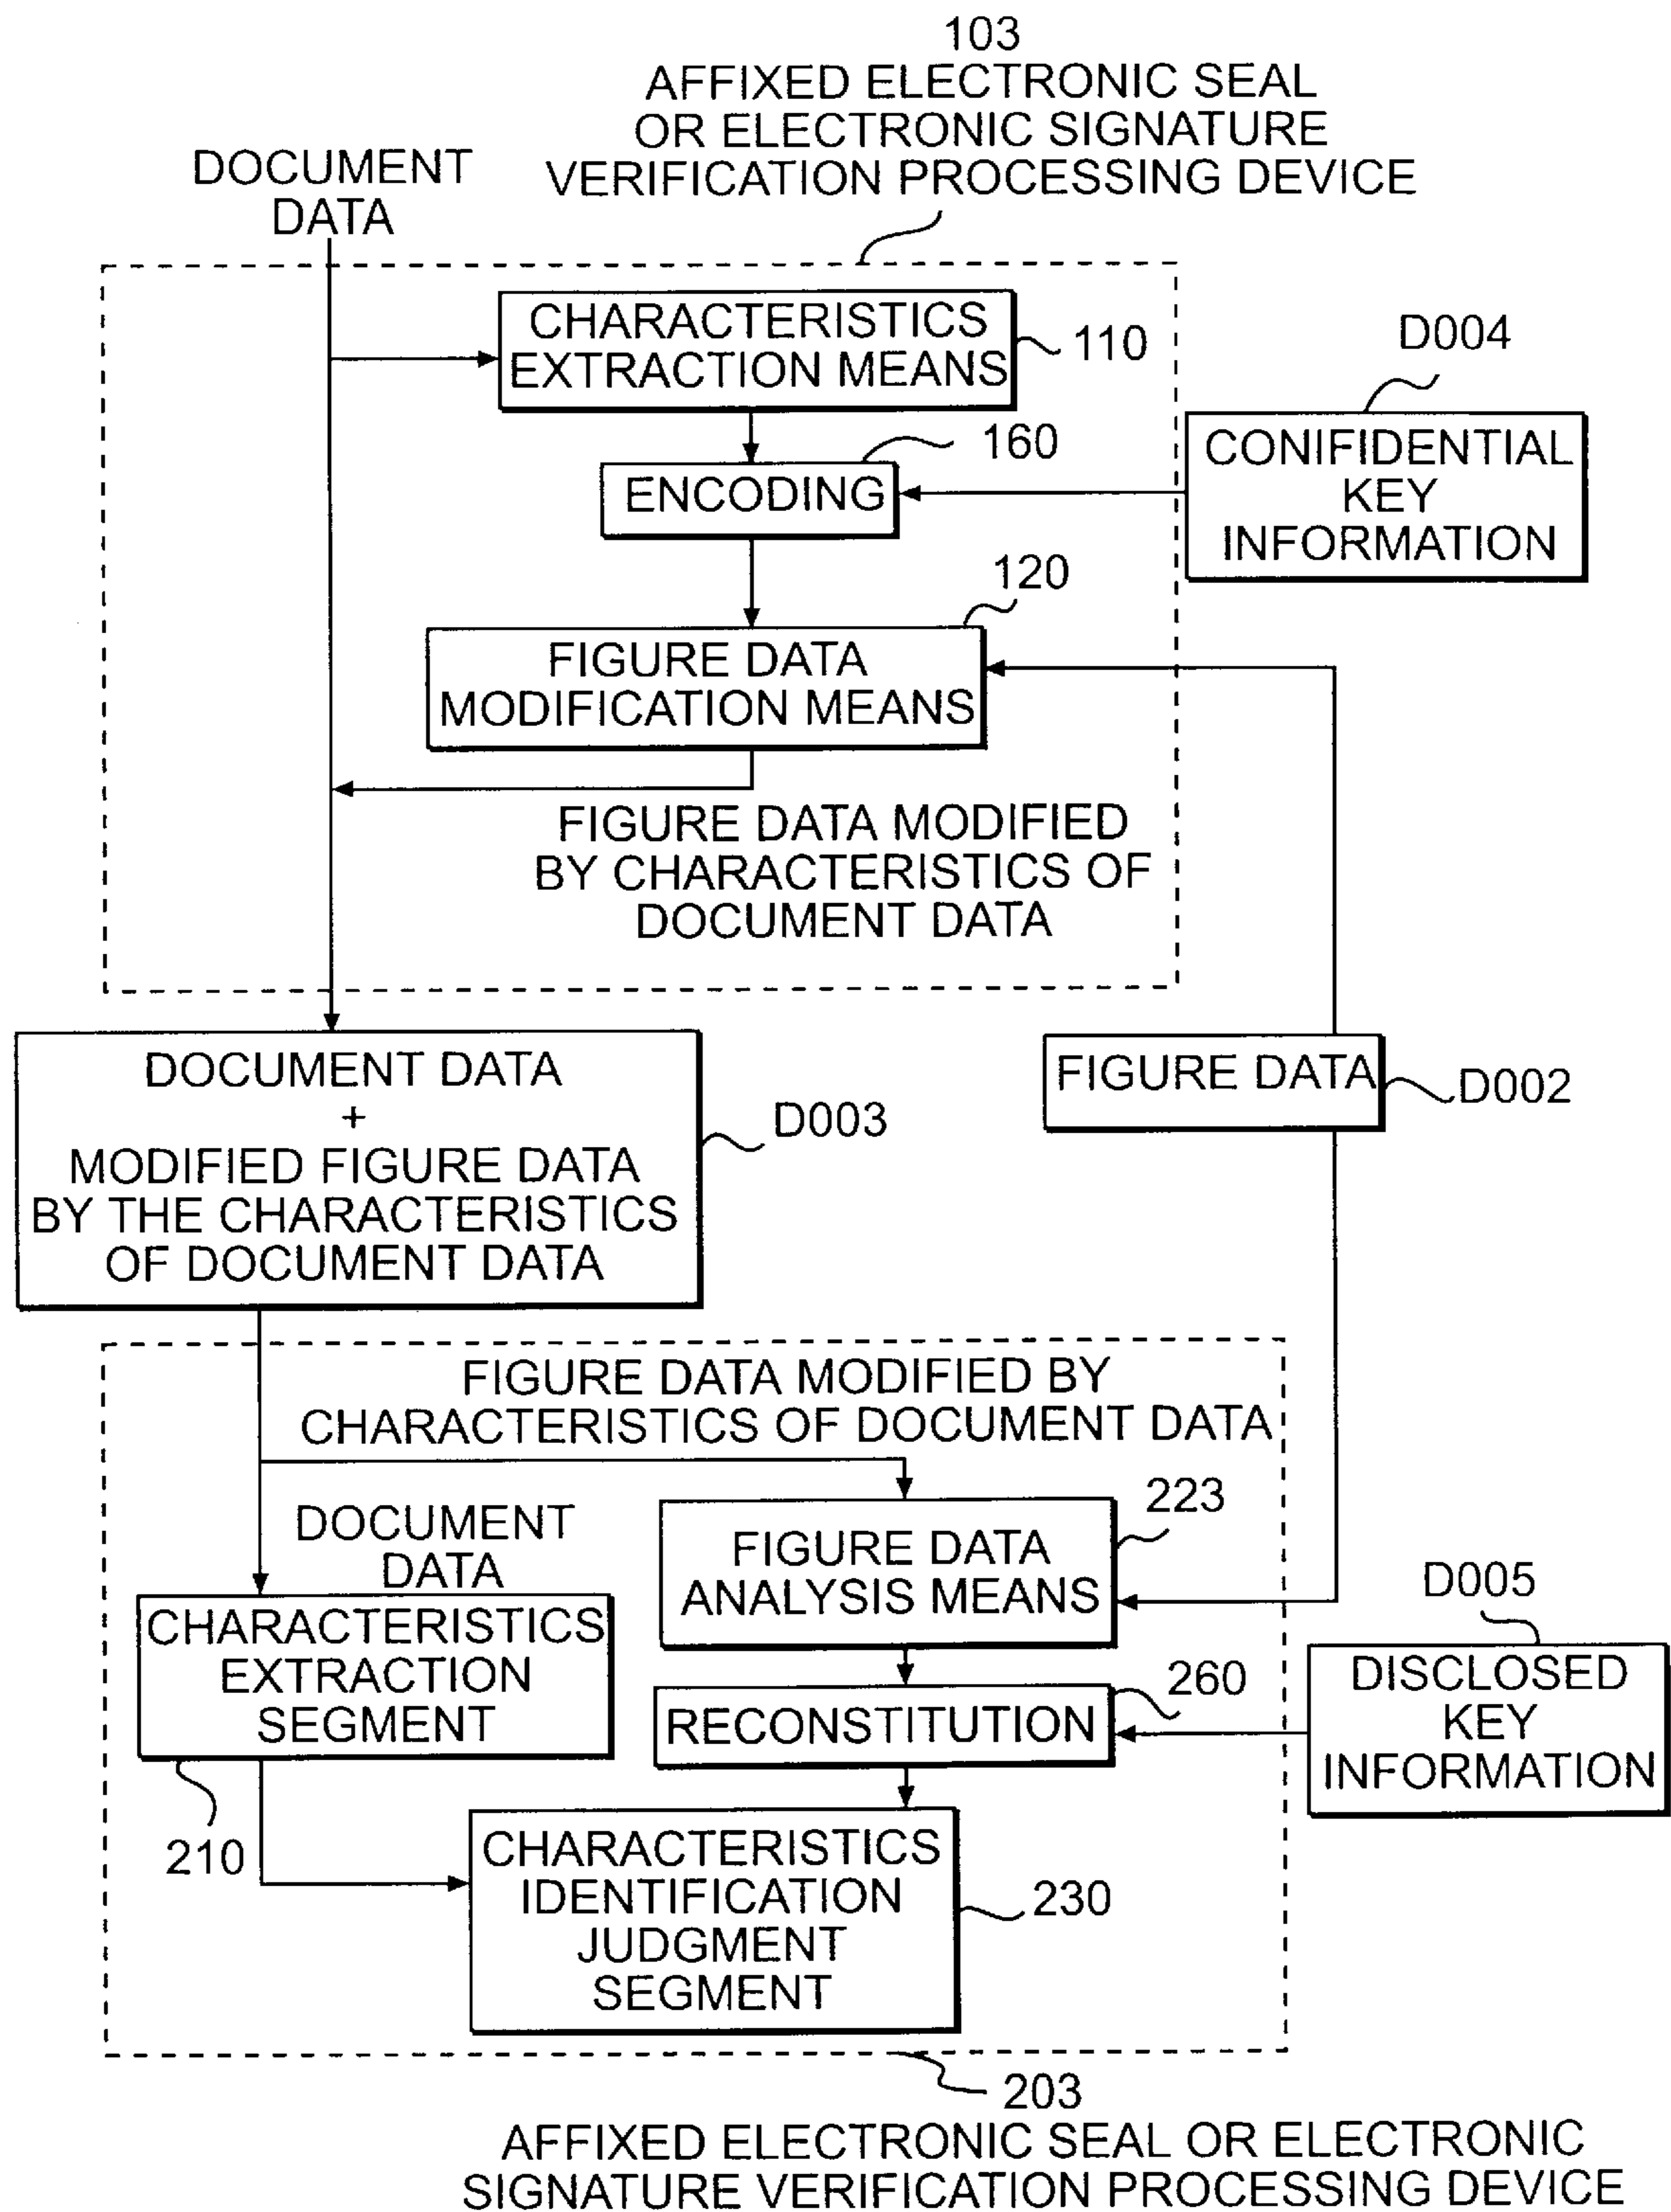 103
AFFIXED ELECTRONIC SEAL
OR ELECTRONIC SIGNATURE
VERIFICATION PROCESSING DEVICE
DOCUMENT
DATA
CHARACTERISTICS
EXTRACTION MEANS
110
D004
160
CONIFIDENTIAL
KEY
INFORMATION
ENCODING
120
FIGURE DATA
MODIFICATION MEANS
FIGURE DATA MODIFIED
BY CHARACTERISTICS OF
DOCUMENT DATA
DOCUMENT DATA
+
MODIFIED FIGURE DATA
BY THE CHARACTERISTICS
OF DOCUMENT DATA
D003
FIGURE DATA
D002
FIGURE DATA MODIFIED BY
CHARACTERISTICS OF DOCUMENT DATA
DOCUMENT
DATA
223
FIGURE DATA
ANALYSIS MEANS
D005
CHARACTERISTICS
EXTRACTION
SEGMENT
210
260
RECONSTITUTION
DISCLOSED
KEY
INFORMATION
CHARACTERISTICS
IDENTIFICATION
JUDGMENT
SEGMENT
230
203
AFFIXED ELECTRONIC SEAL OR ELECTRONIC
SIGNATURE VERIFICATION PROCESSING DEVICE